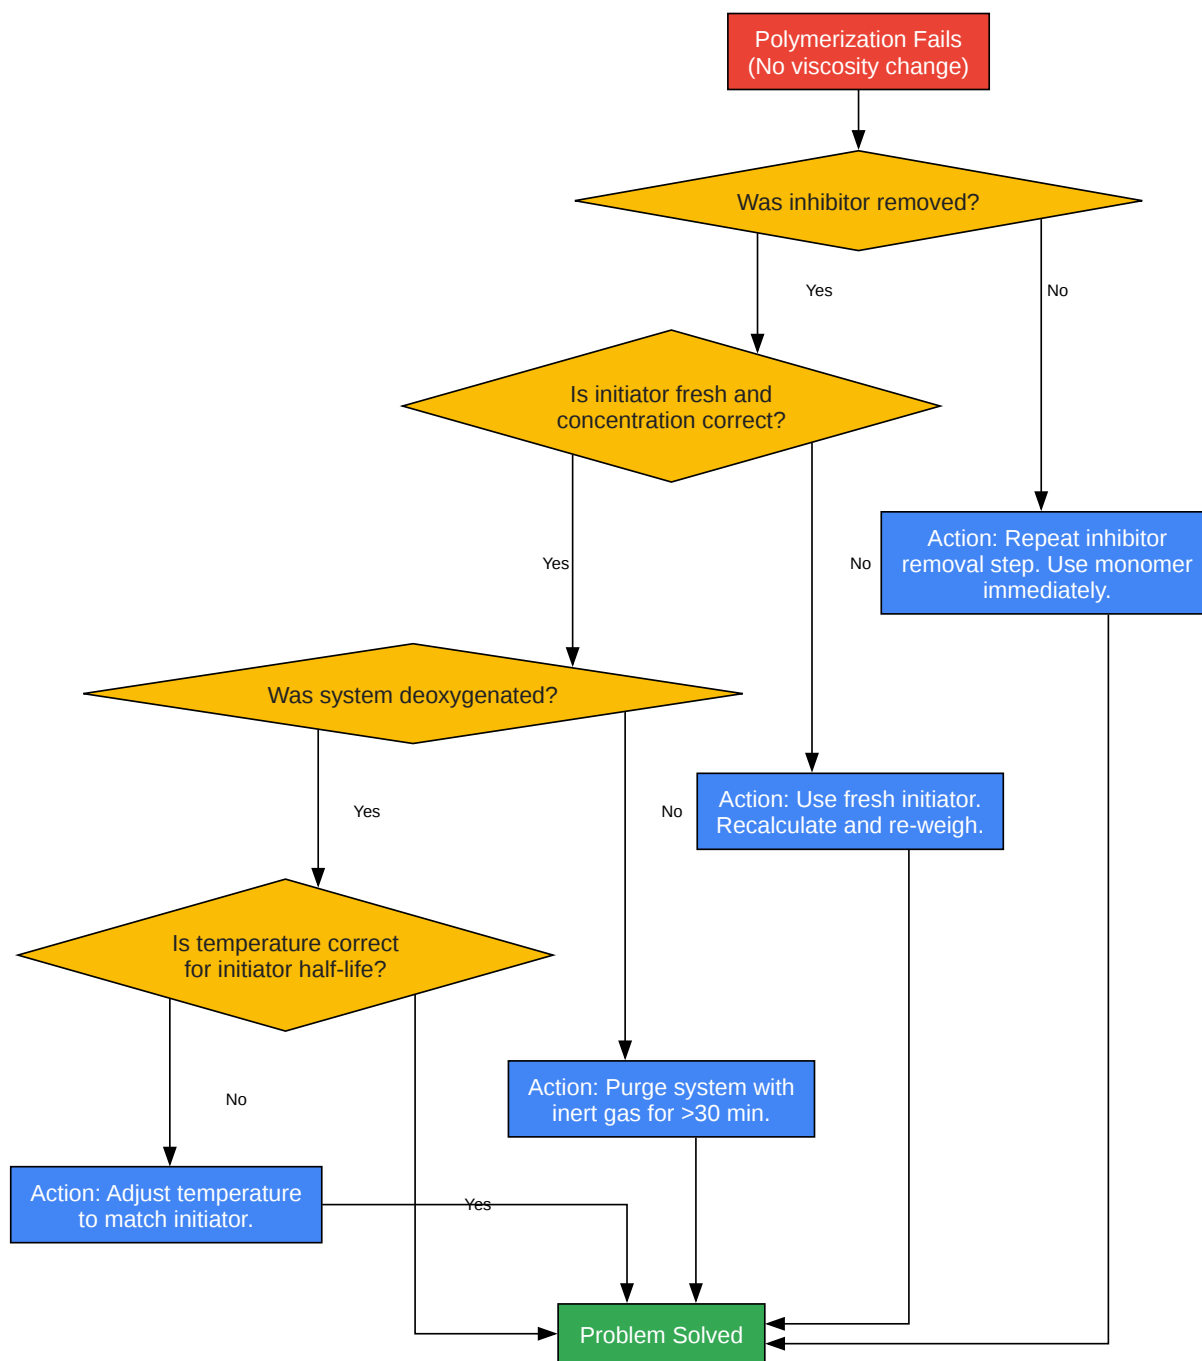 Polymerization Fails
(No viscosity change)
Was inhibitor removed?
Yes
No
Is initiator fresh and
concentration correct?
Yes
No
Action: Repeat inhibitor
removal step. Use monomer
immediately.
Was system deoxygenated?
Yes
No
Action: Use fresh initiator.
Recalculate and re-weigh.
Is temperature correct
for initiator half-life?
No
Action: Purge system with
inert gas for >30 min.
Action: Adjust temperature
to match initiator.
Yes
Problem Solved